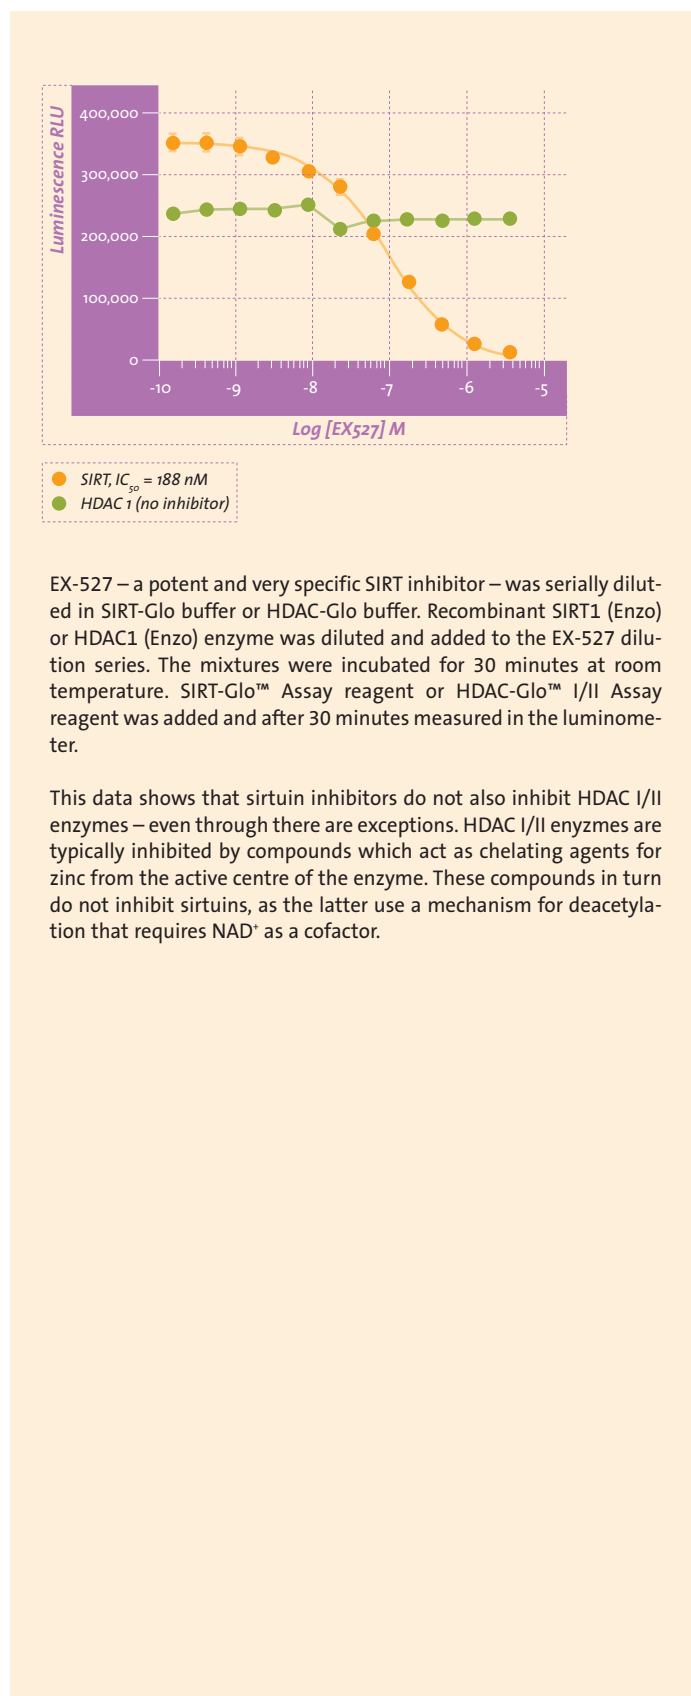 Luminescence RLU
400,000
300,000
200,000
100,000
0
-10 -9 -8 -7 -6 -5
Log [EX527] M
SIRT, IC50 = 188 nM
HDAC 1 (no inhibitor)
EX-527 – a potent and very specific SIRT inhibitor – was serially dilut-
ed in SIRT-Glo buffer or HDAC-Glo buffer. Recombinant SIRT1 (Enzo)
or HDAC1 (Enzo) enzyme was diluted and added to the EX-527 dilu-
tion series. The mixtures were incubated for 30 minutes at room
temperature. SIRT-Glo™ Assay reagent or HDAC-Glo™ I/II Assay
reagent was added and after 30 minutes measured in the luminome-
ter.
This data shows that sirtuin inhibitors do not also inhibit HDAC I/II
enzymes – even through there are exceptions. HDAC I/II enyzmes are
typically inhibited by compounds which act as chelating agents for
zinc from the active centre of the enzyme. These compounds in turn
do not inhibit sirtuins, as the latter use a mechanism for deacetyla-
tion that requires NAD⁺ as a cofactor.